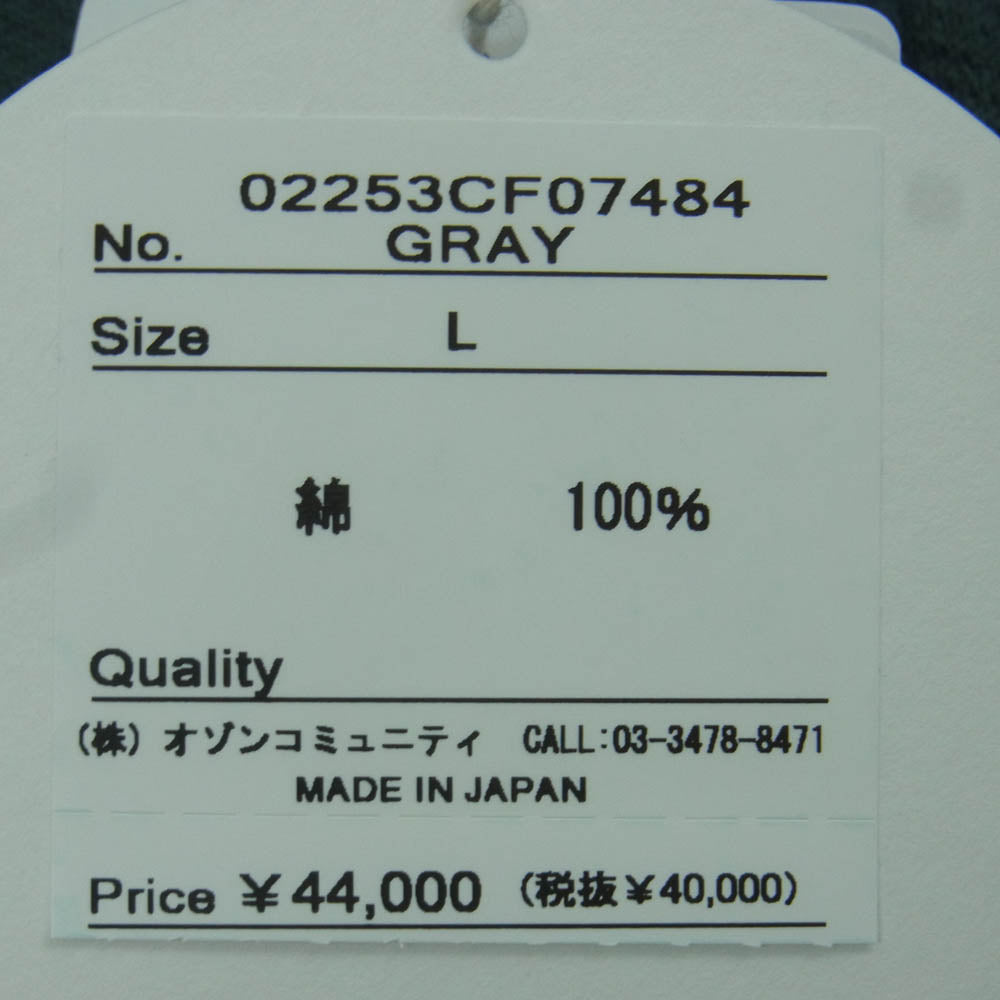 02253CF07484
No. GRAY
Size L
綿 100%
Quality
(株) オゾンコミュニティ CALL:03-3478-8471
MADE IN JAPAN
Price ¥44,000 (税抜¥40,000)